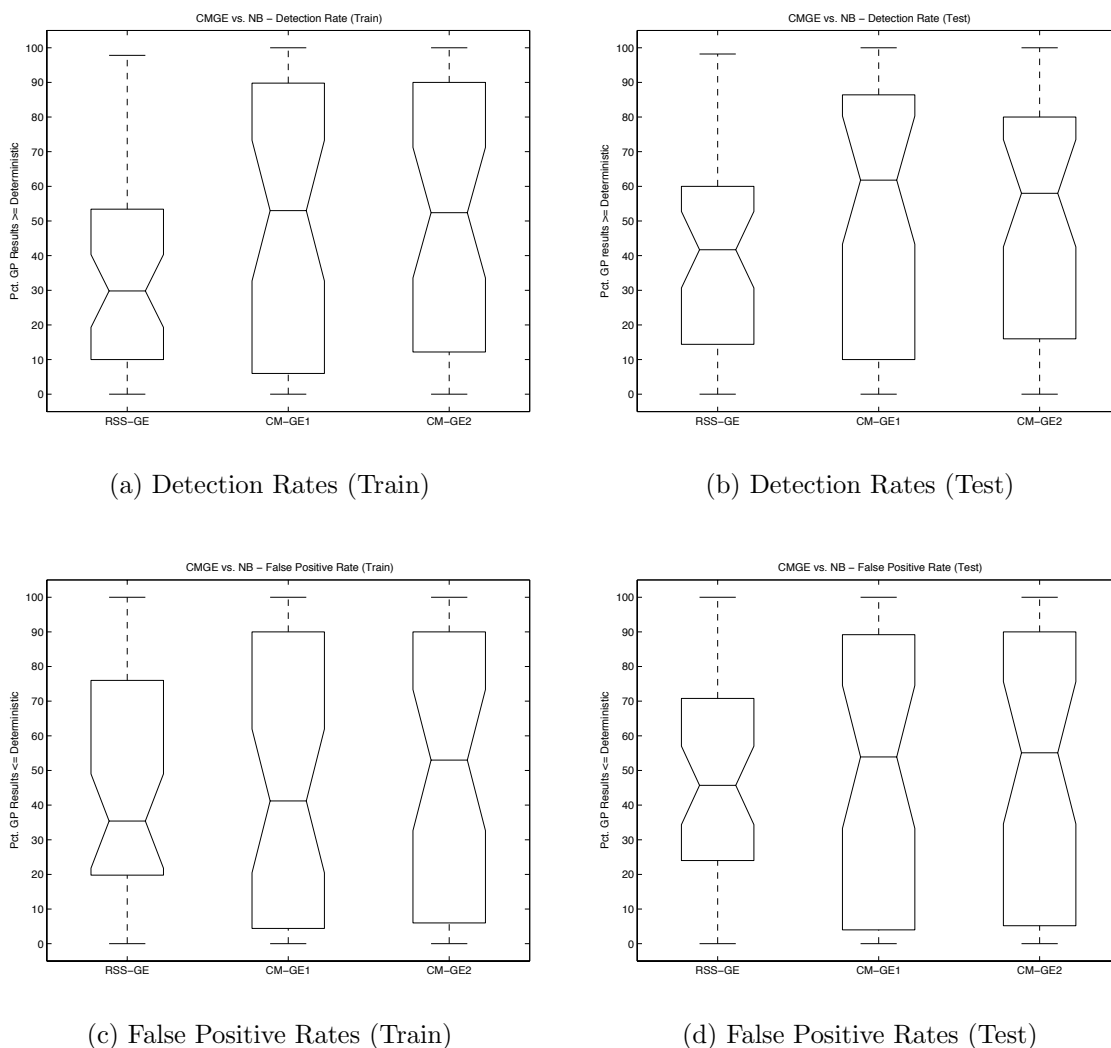 CMGE vs. NB − Detection Rate (Train)
Pct. GP Results >= Deterministic
100
90
80
70
60
50
40
30
20
10
0
RSS−GE CM−GE1 CM−GE2
(a) Detection Rates (Train)
CMGE vs. NB − Detection Rate (Test)
Pct. GP results >= Deterministic
100
90
80
70
60
50
40
30
20
10
0
RSS−GE CM−GE1 CM−GE2
(b) Detection Rates (Test)
CMGE vs. NB − False Positive Rate (Train)
Pct. GP Results <= Deterministic
100
90
80
70
60
50
40
30
20
10
0
RSS−GE CM−GE1 CM−GE2
(c) False Positive Rates (Train)
CMGE vs. NB − False Positive Rate (Test)
Pct. GP Results <= Deterministic
100
90
80
70
60
50
40
30
20
10
0
RSS−GE CM−GE1 CM−GE2
(d) False Positive Rates (Test)